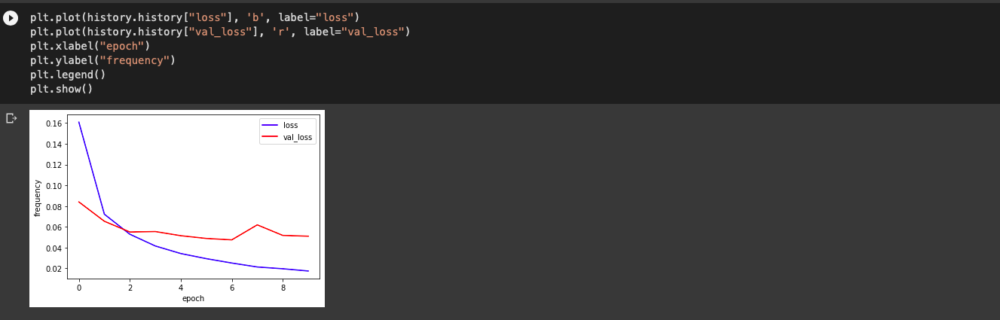 plt.plot(history.history["loss"], 'b', label="loss")
plt.plot(history.history["val_loss"], 'r', label="val_loss")
plt.xlabel("epoch")
plt.ylabel("frequency")
plt.legend()
plt.show()
loss
val_loss
0.16
0.14
0.12
0.10
0.08
0.06
0.04
0.02
frequency
0 2 4 6 8
epoch